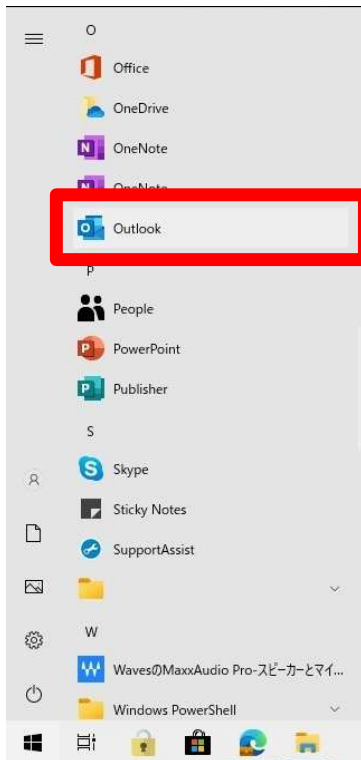 O
Office
OneDrive
OneNote
OneNote
Outlook
P
People
PowerPoint
Publisher
S
Skype
Sticky Notes
SupportAssist
W
WavesのMaxxAudio Pro-スピーカーとマイ...
Windows PowerShell